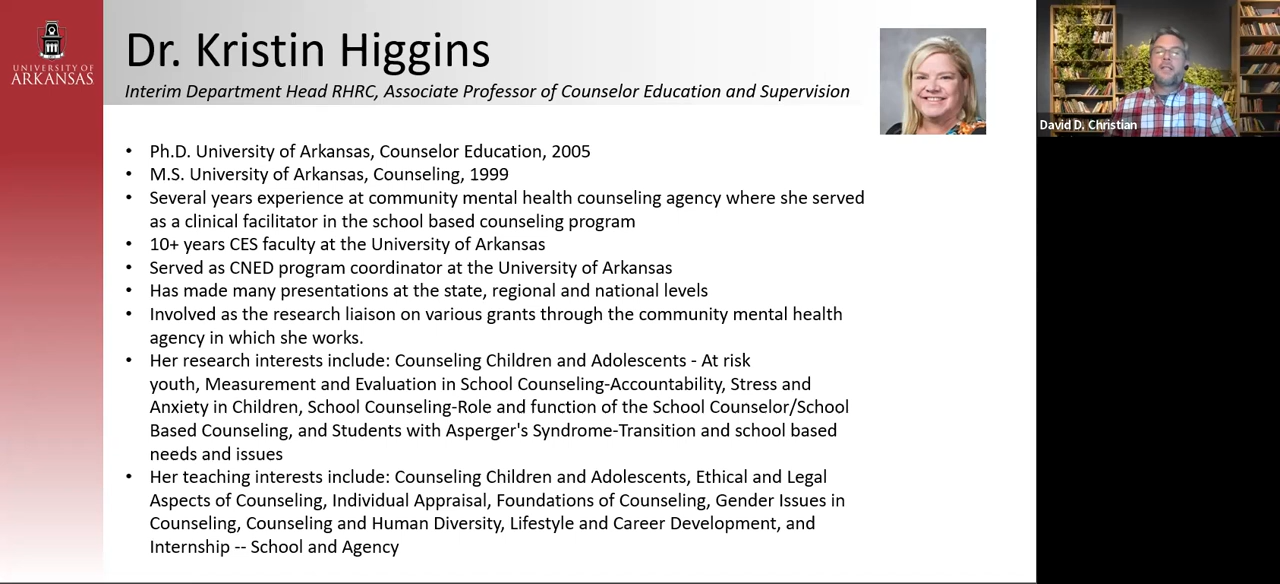 UNIVERSITY OF
ARKANSAS
Dr. Kristin Higgins
Interim Department Head RHRC, Associate Professor of Counselor Education and Supervision
David D. Christian
• Ph.D. University of Arkansas, Counselor Education, 2005
• M.S. University of Arkansas, Counseling, 1999
• Several years experience at community mental health counseling agency where she served
as a clinical facilitator in the school based counseling program
• 10+ years CES faculty at the University of Arkansas
• Served as CNED program coordinator at the University of Arkansas
• Has made many presentations at the state, regional and national levels
• Involved as the research liaison on various grants through the community mental health
agency in which she works.
• Her research interests include: Counseling Children and Adolescents - At risk
youth, Measurement and Evaluation in School Counseling-Accountability, Stress and
Anxiety in Children, School Counseling-Role and function of the School Counselor/School
Based Counseling, and Students with Asperger's Syndrome-Transition and school based
needs and issues
• Her teaching interests include: Counseling Children and Adolescents, Ethical and Legal
Aspects of Counseling, Individual Appraisal, Foundations of Counseling, Gender Issues in
Counseling, Counseling and Human Diversity, Lifestyle and Career Development, and
Internship -- School and Agency